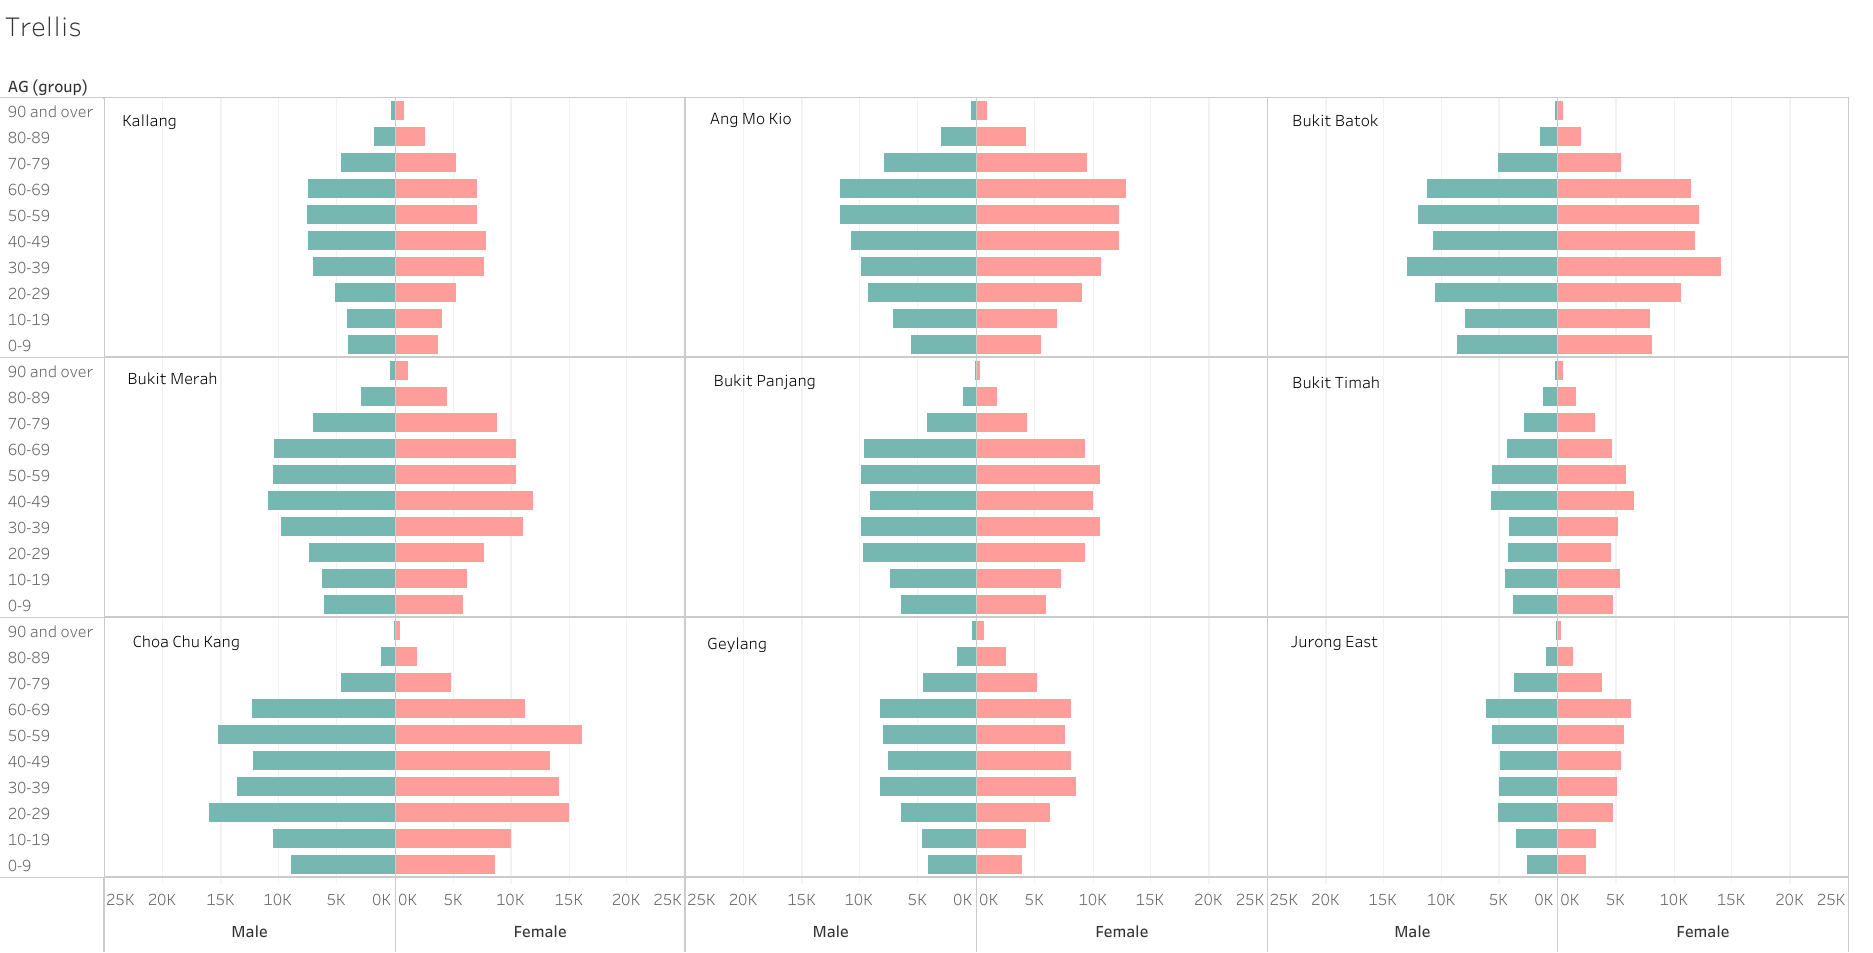 Trellis
AG (group)
90 and over
80-89
70-79
60-69
50-59
40-49
30-39
20-29
10-19
0-9
Kallang
Ang Mo Kio
Bukit Batok
90 and over
80-89
70-79
60-69
50-59
40-49
30-39
20-29
10-19
0-9
Bukit Merah
Bukit Panjang
Bukit Timah
90 and over
80-89
70-79
60-69
50-59
40-49
30-39
20-29
10-19
0-9
Choa Chu Kang
Geylang
Jurong East
25K 20K 15K 10K 5K 0K 0K 5K 10K 15K 20K 25K 25K 20K 15K 10K 5K 0K 0K 5K 10K 15K 20K 25K 25K 20K 15K 10K 5K 0K 0K 5K 10K 15K 20K 25K
Male Female Male Female Male Female